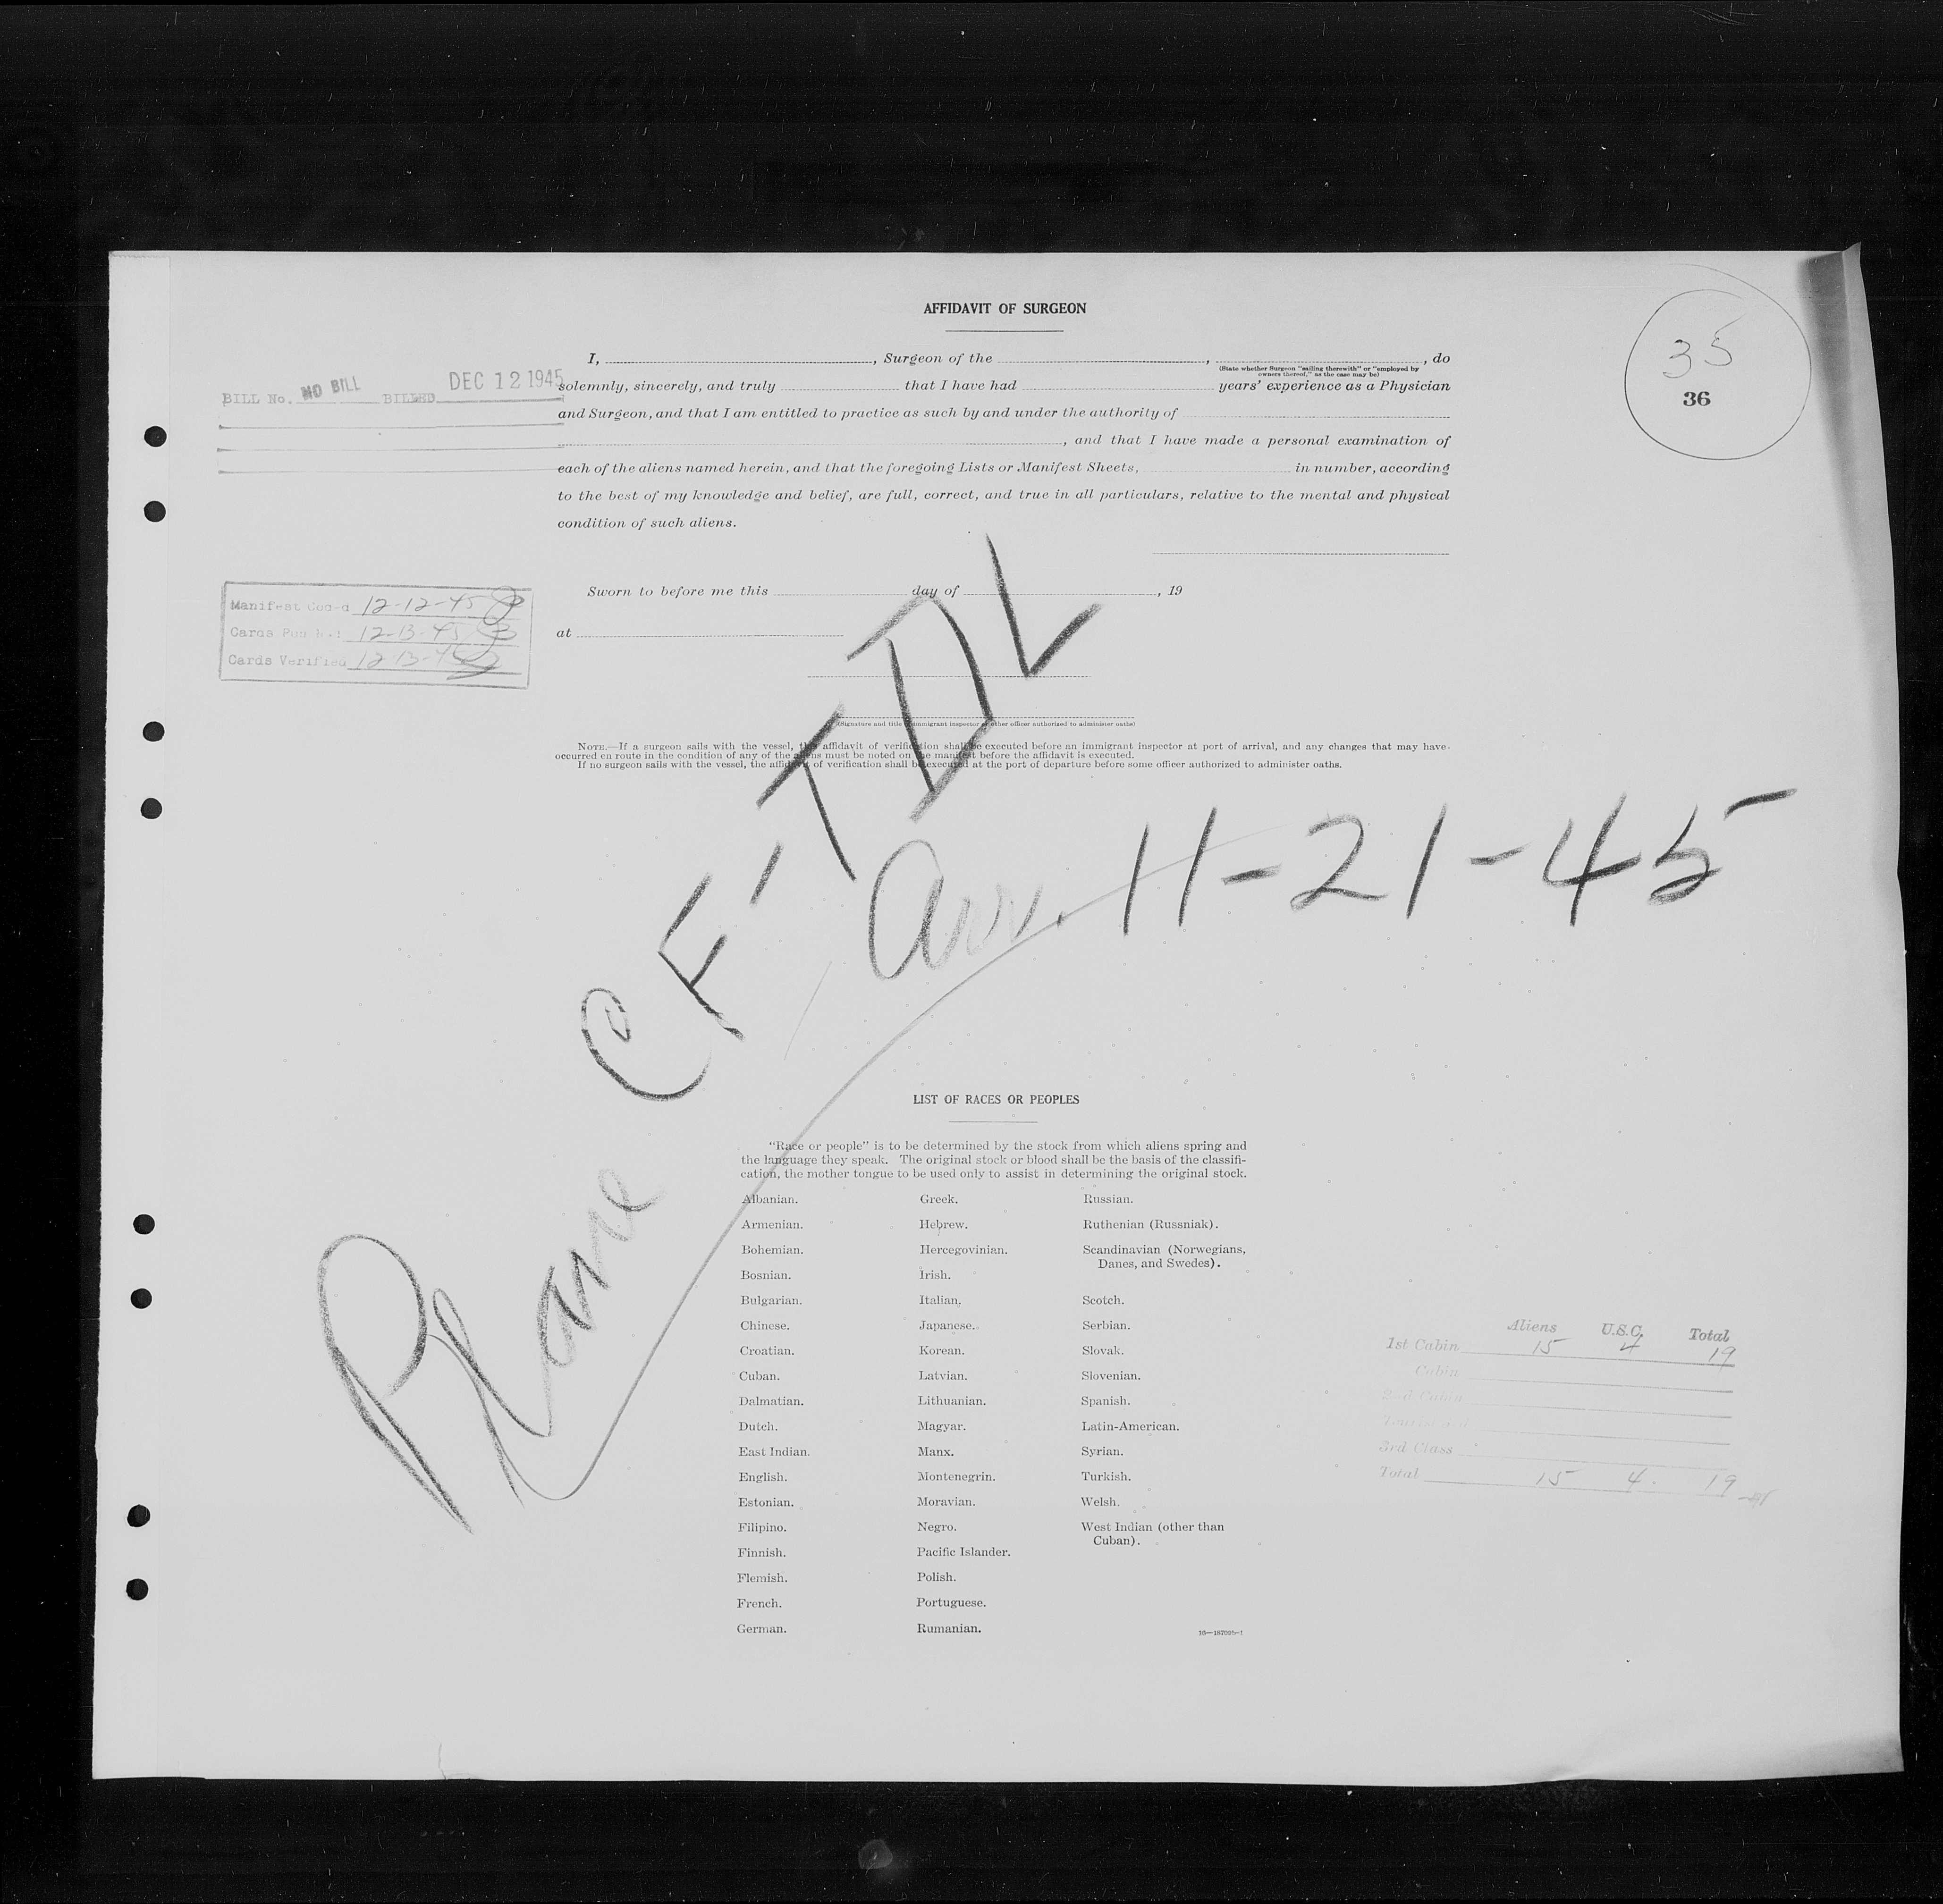 AFFIDAVIT OF SURGEON
35
36
I, , Surgeon of the , , do
(State whether Surgeon "sailing therewith" or "employed by
owners thereof," as the case may be)
solemnly, sincerely, and truly that I have had years' experience as a Physician
and Surgeon, and that I am entitled to practice as such by and under the authority of
, and that I have made a personal examination of
each of the aliens named herein, and that the foregoing Lists or Manifest Sheets, in number, according
to the best of my knowledge and belief, are full, correct, and true in all particulars, relative to the mental and physical
condition of such aliens.
BILL No. NO BILL BILLED DEC 12 1945
Sworn to before me this day of , 19
at
Manifest 12-12-45
Cards 12-13-45
Cards Verified 12-13-45
(Signature and title of immigrant inspector or other officer authorized to administer oaths)
NOTE.—If a surgeon sails with the vessel, this affidavit of verification shall be executed before an immigrant inspector at port of arrival, and any changes that may have
occurred en route in the condition of any of the aliens must be noted on the manifest before the affidavit is executed.
If no surgeon sails with the vessel, the affidavit of verification shall be executed at the port of departure before some officer authorized to administer oaths.
Plane CF-TDL
arr. 11-21-45
LIST OF RACES OR PEOPLES
"Race or people" is to be determined by the stock from which aliens spring and
the language they speak. The original stock or blood shall be the basis of the classifi-
cation, the mother tongue to be used only to assist in determining the original stock.
Albanian.
Armenian.
Bohemian.
Bosnian.
Bulgarian.
Chinese.
Croatian.
Cuban.
Dalmatian.
Dutch.
East Indian.
English.
Estonian.
Filipino.
Finnish.
Flemish.
French.
German.
Greek.
Hebrew.
Hercegovinian.
Irish.
Italian.
Japanese.
Korean.
Latvian.
Lithuanian.
Magyar.
Manx.
Montenegrin.
Moravian.
Negro.
Pacific Islander.
Polish.
Portuguese.
Rumanian.
Russian.
Ruthenian (Russniak).
Scandinavian (Norwegians,
Danes, and Swedes).
Scotch.
Serbian.
Slovak.
Slovenian.
Spanish.
Latin-American.
Syrian.
Turkish.
Welsh.
West Indian (other than
Cuban).
Aliens U.S.C. Total
1st Cabin 15 4 19
Cabin
2nd Cabin
3rd Class
Total 15 4 19